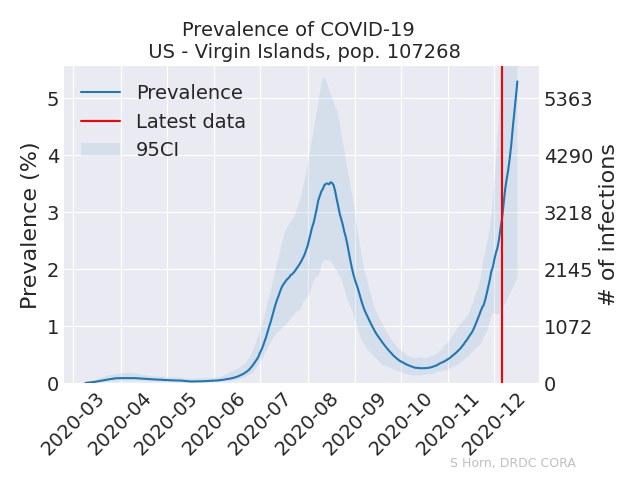 Prevalence of COVID-19
US - Virgin Islands, pop. 107268
Prevalence
Latest data
95CI
Prevalence (%)
5
4
3
2
1
0
5363
4290
3218
2145
1072
0
# of infections
2020-03
2020-04
2020-05
2020-06
2020-07
2020-08
2020-09
2020-10
2020-11
2020-12
S Horn, DRDC CORA